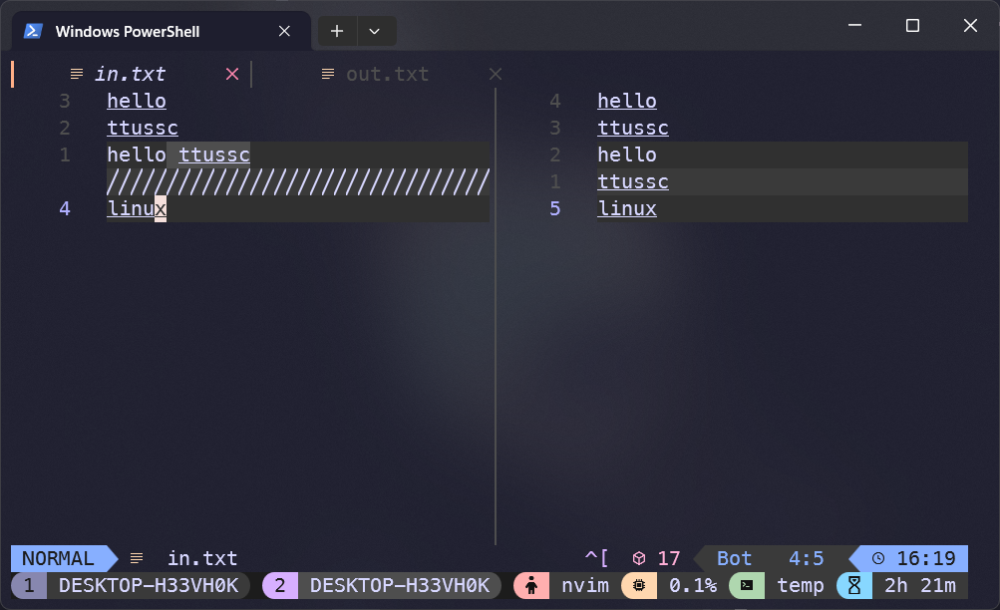 Windows PowerShell
in.txt out.txt
3 hello 4 hello
2 ttussc 3 ttussc
1 hello ttussc 2 hello
//////////////////////////////// 1 ttussc
4 linux 5 linux
NORMAL in.txt ^[ 17 Bot 4:5 16:19
1 DESKTOP-H33VH0K 2 DESKTOP-H33VH0K nvim 0.1% temp 2h 21m